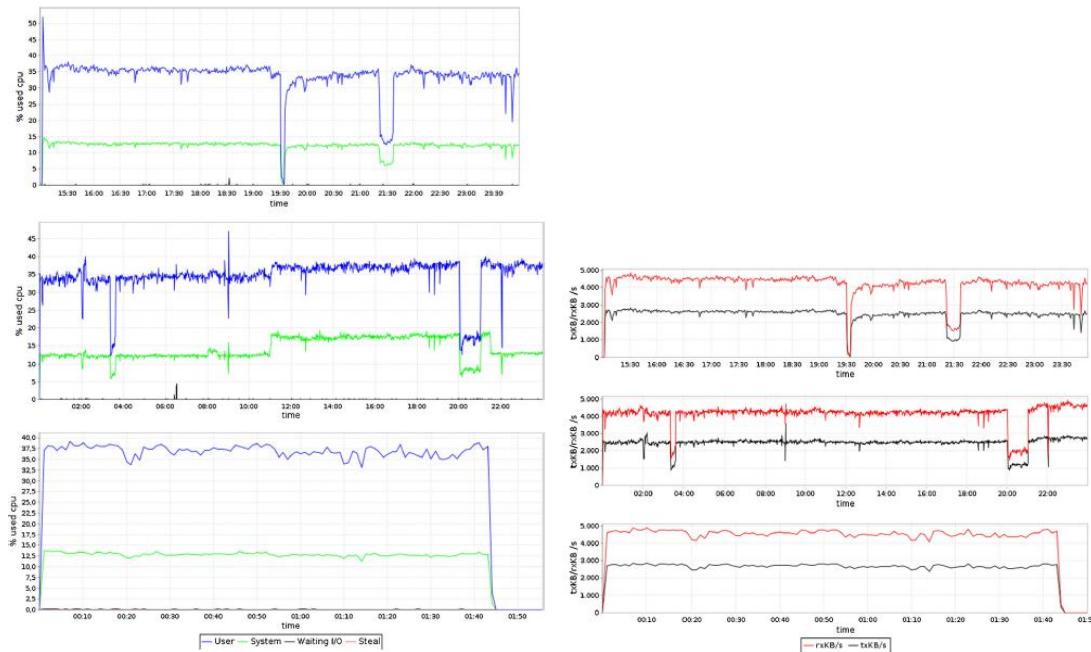 50
45
40
35
30
25
20
15
10
5
0
% used cpu
15:30 16:00 16:30 17:00 17:30 18:00 18:30 19:00 19:30 20:00 20:30 21:00 21:30 22:00 22:30 23:00 23:30
time
45
40
35
30
25
20
15
10
5
0
% used cpu
02:00 04:00 06:00 08:00 10:00 12:00 14:00 16:00 18:00 20:00 22:00
time
40,0
37,5
35,0
32,5
30,0
27,5
25,0
22,5
20,0
17,5
15,0
12,5
10,0
7,5
5,0
2,5
0,0
% used cpu
00:10 00:20 00:30 00:40 00:50 01:00 01:10 01:20 01:30 01:40 01:50
time
User System Waiting I/O Steal
5.000
4.000
3.000
2.000
1.000
0
txKB/rxKB /s
15:30 16:00 16:30 17:00 17:30 18:00 18:30 19:00 19:30 20:00 20:30 21:00 21:30 22:00 22:30 23:00 23:30
time
5.000
4.000
3.000
2.000
1.000
0
txKB/rxKB /s
02:00 04:00 06:00 08:00 10:00 12:00 14:00 16:00 18:00 20:00 22:00
time
5.000
4.000
3.000
2.000
1.000
0
txKB/rxKB /s
00:10 00:20 00:30 00:40 00:50 01:00 01:10 01:20 01:30 01:40
time
rxKB/s txKB/s